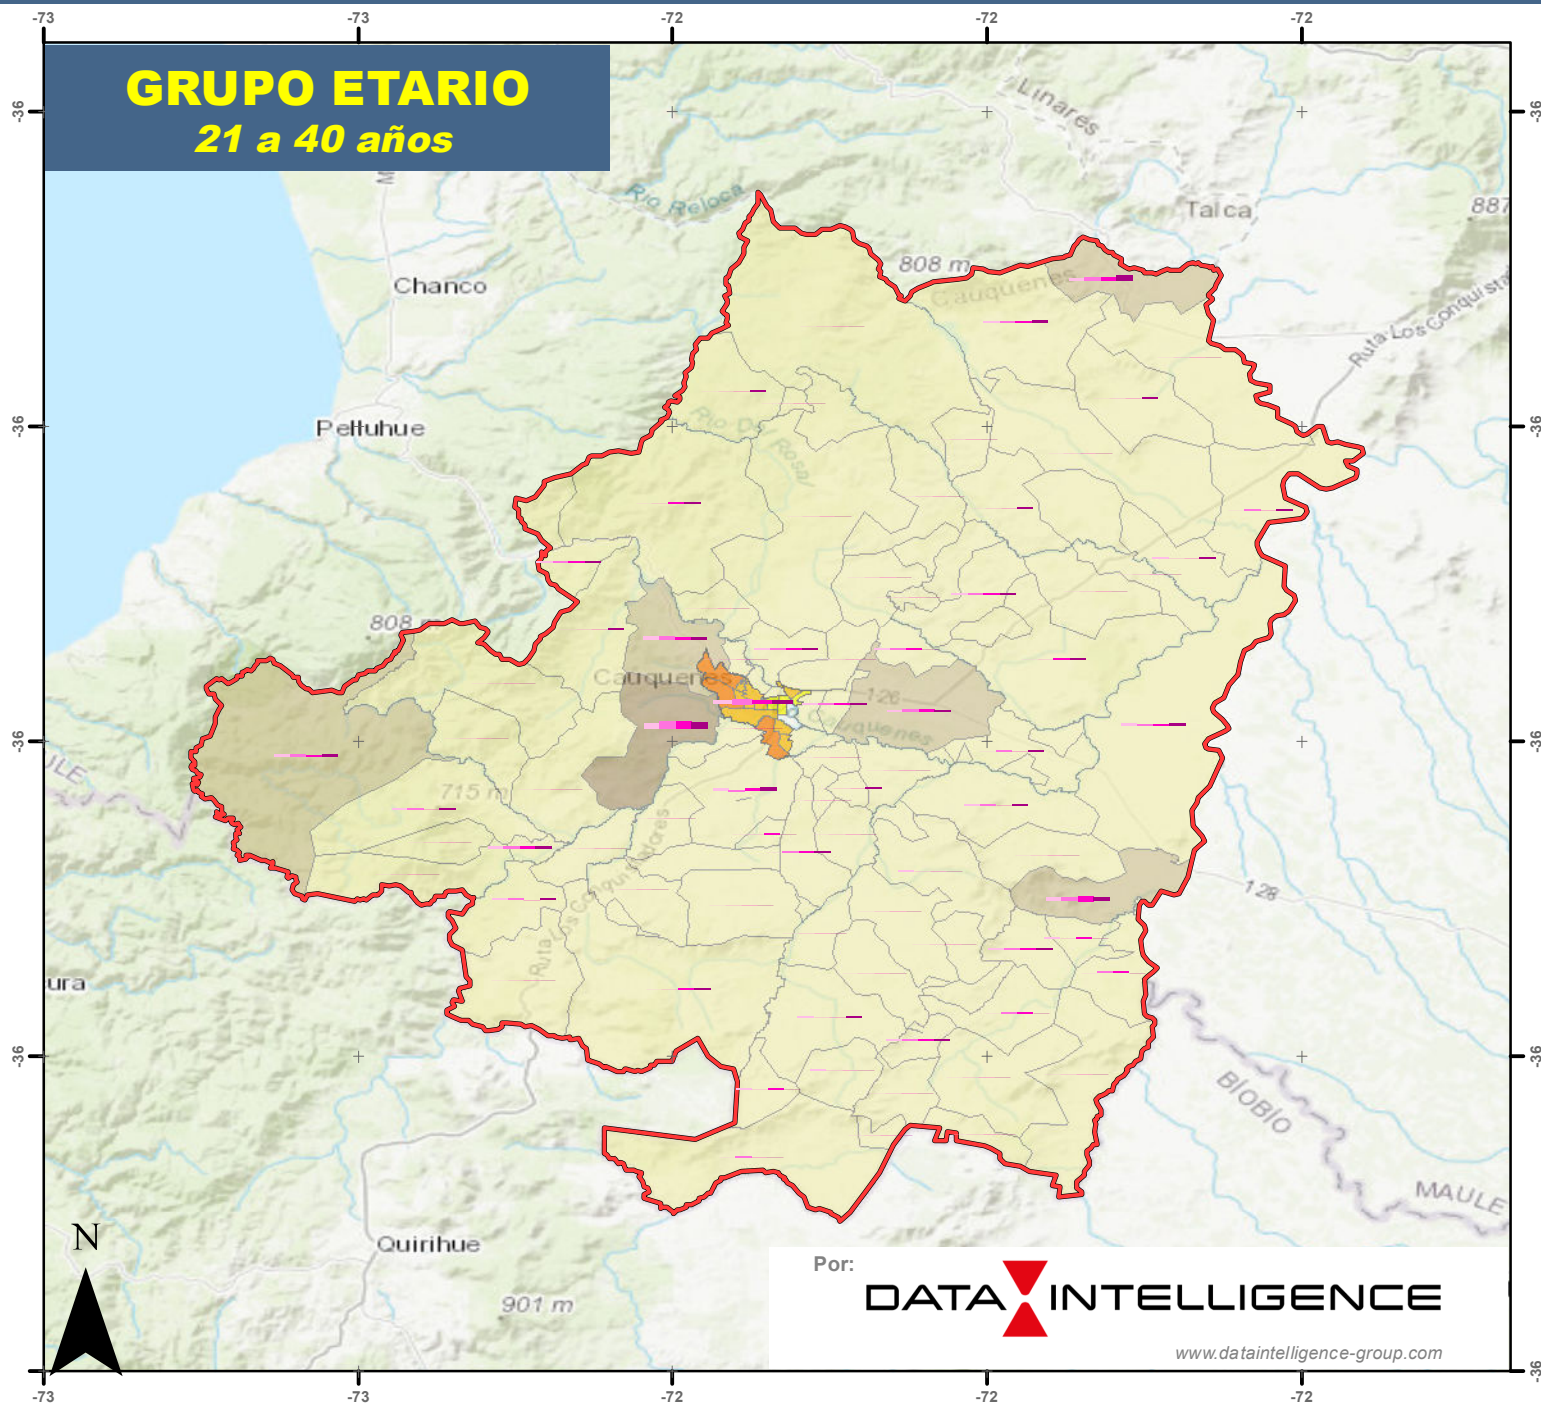 -73
-73
-72
-72
-72
GRUPO ETARIO
21 a 40 años
-36
-36
Linares
Río Reloca
Talca
887
808 m
Cauquenes
Chanco
Ruta Los Conquista
Pelluhue
-36
-36
Río De Rosal
808 m
Cauquenes
126
Cauquenes
-36
-36
ULE
715 m
Ruta Los Conquistadores
128
ura
-36
-36
BÍOBÍO
MAULE
N
Quirihue
901 m
Por:
DATA INTELLIGENCE
www.dataintelligence-group.com
-36
-73
-73
-72
-72
-72